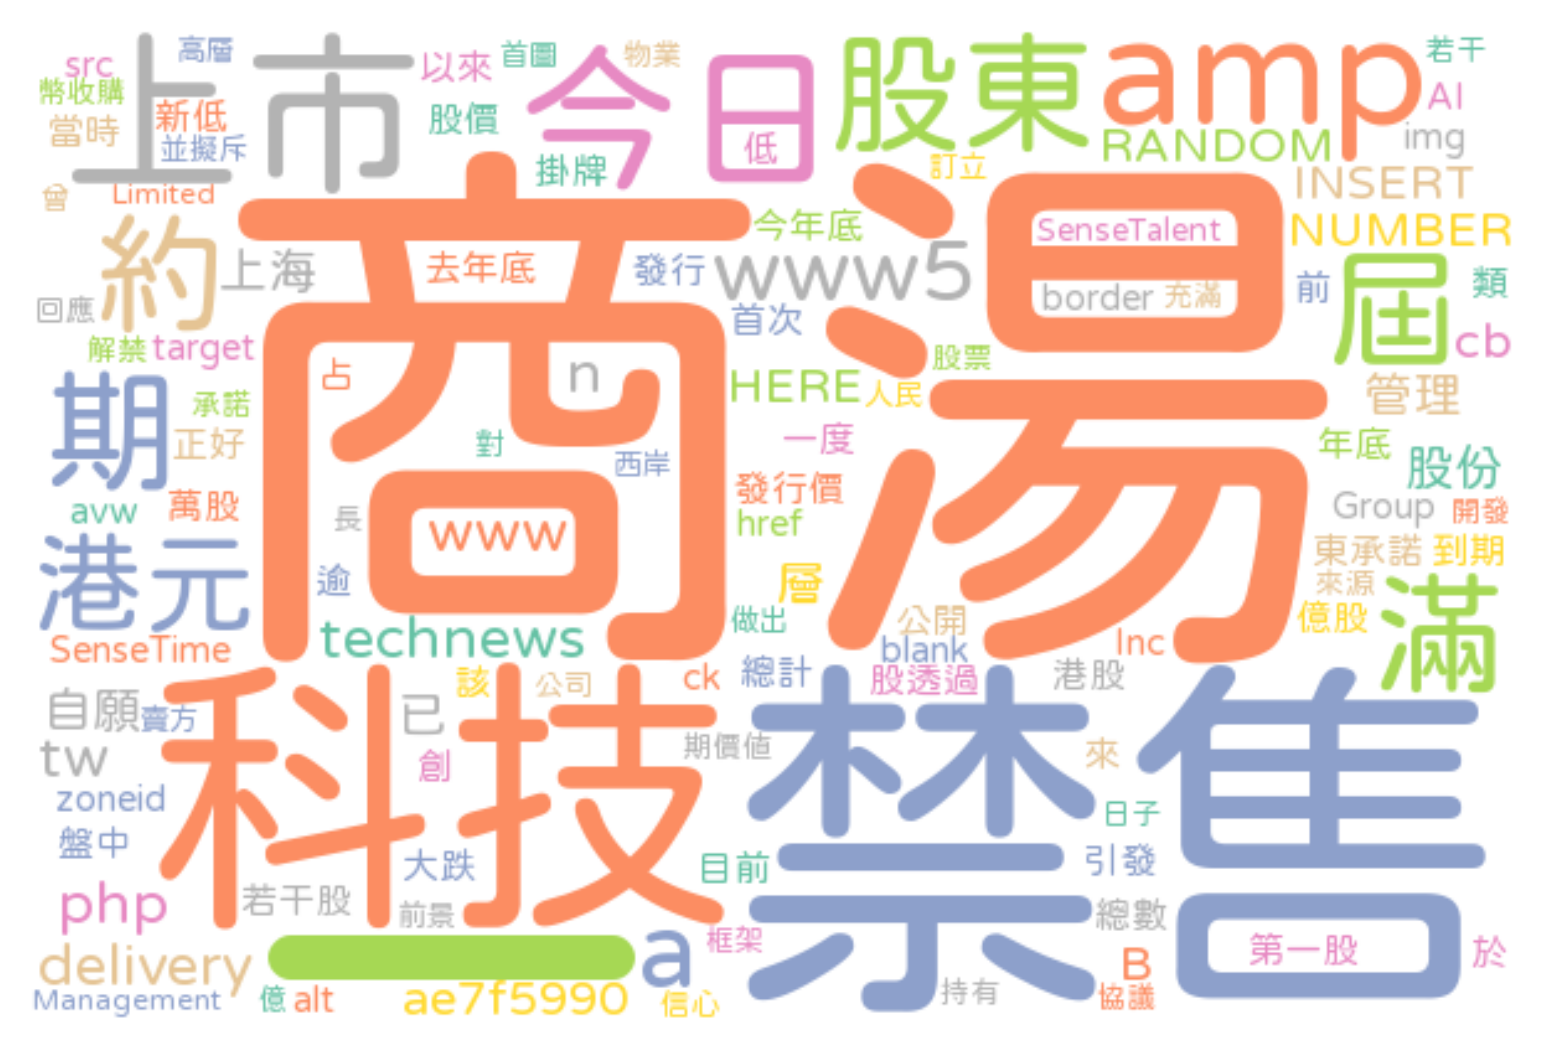 src
高層
上市
以來
首圖
今日
物業
股東
amp
若干
幣收購
新低
股價
低
AI
當時
並擬斥
掛牌
訂立
RANDOM
img
曾
Limited
商湯
今年底
SenseTalent
INSERT
NUMBER
約
上海
去年底
發行
www5
border
充滿
前
屆
類
回應
首次
解禁
target
占
n
股票
cb
期
承諾
HERE
人民
管理
正好
對
西岸
一度
年底
股份
avw
萬股
長
www
發行價
href
Group
開發
港元
逾
層
東承諾
到期
來源
technews
做出
公開
億股
滿
SenseTime
該
公司
ck
總計
blank
股透過
Inc
港股
自願
賣方
科技
已
期價值
禁售
tw
創
來
zoneid
日子
盤中
大跌
目前
引發
php
若干股
前景
總數
delivery
一
a
框架
B
第一股
於
Management
億
alt
ae7f5990
信心
持有
協議